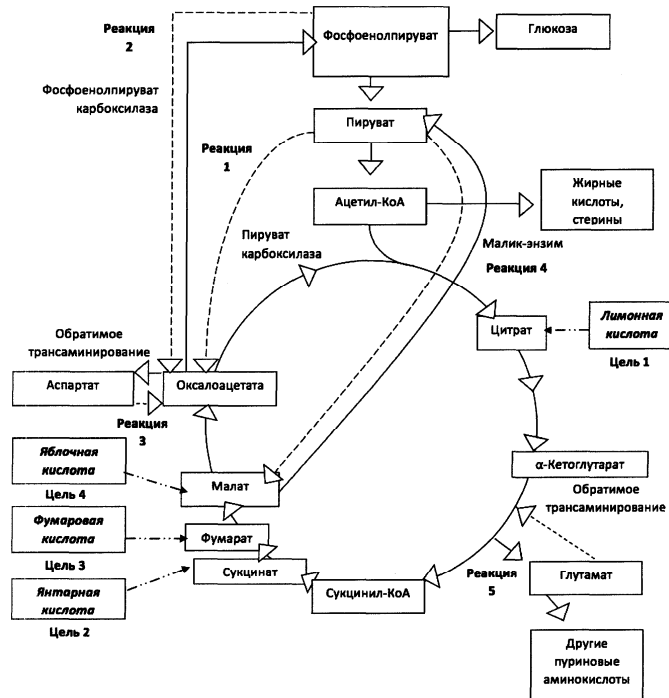 Реакция
2
Фосфоенолпируват
Глюкоза
Фосфоенолпируват
карбоксилаза
Пируват
Реакция
1
Ацетил-КоА
Жирные
кислоты,
стерины
Пируват
карбоксилаза
Малик-энзим
Реакция 4
Цитрат
Лимонная
кислота
Цель 1
Обратимое
трансаминирование
Аспартат
Оксалоацетата
Реакция
3
Яблочная
кислота
Цель 4
Малат
α-Кетоглутарат
Обратимое
трансаминирование
Фумаровая
кислота
Цель 3
Фумарат
Сукцинат
Янтарная
кислота
Цель 2
Сукцинил-КоА
Реакция
5
Глутамат
Другие
пуриновые
аминокислоты